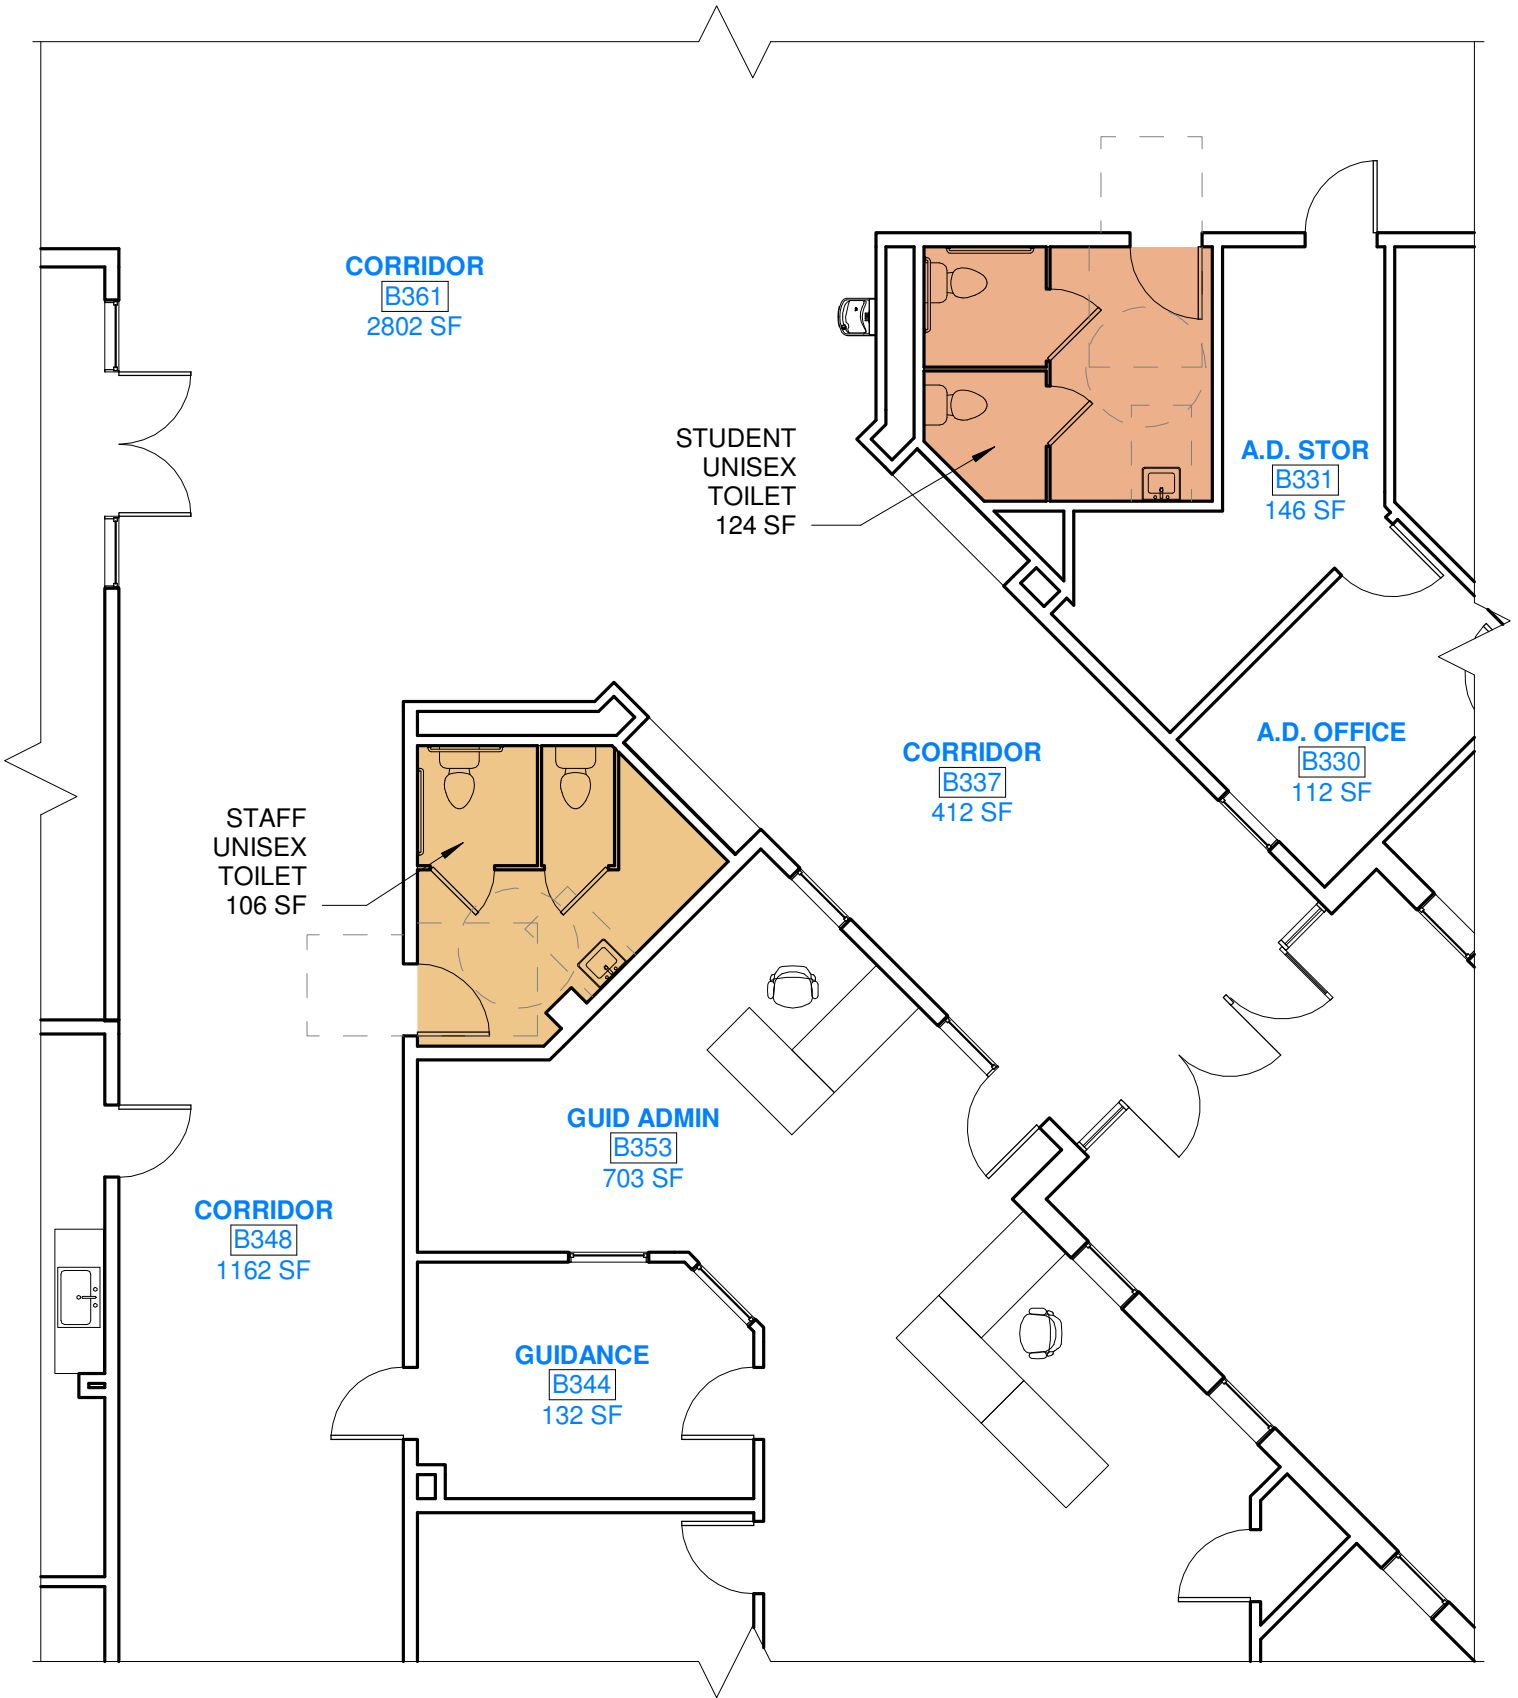 CORRIDOR
B361
2802 SF
STUDENT
UNISEX
TOILET
124 SF
A.D. STOR
B331
146 SF
A.D. OFFICE
B330
112 SF
CORRIDOR
B337
412 SF
STAFF
UNISEX
TOILET
106 SF
GUID ADMIN
B353
703 SF
CORRIDOR
B348
1162 SF
GUIDANCE
B344
132 SF